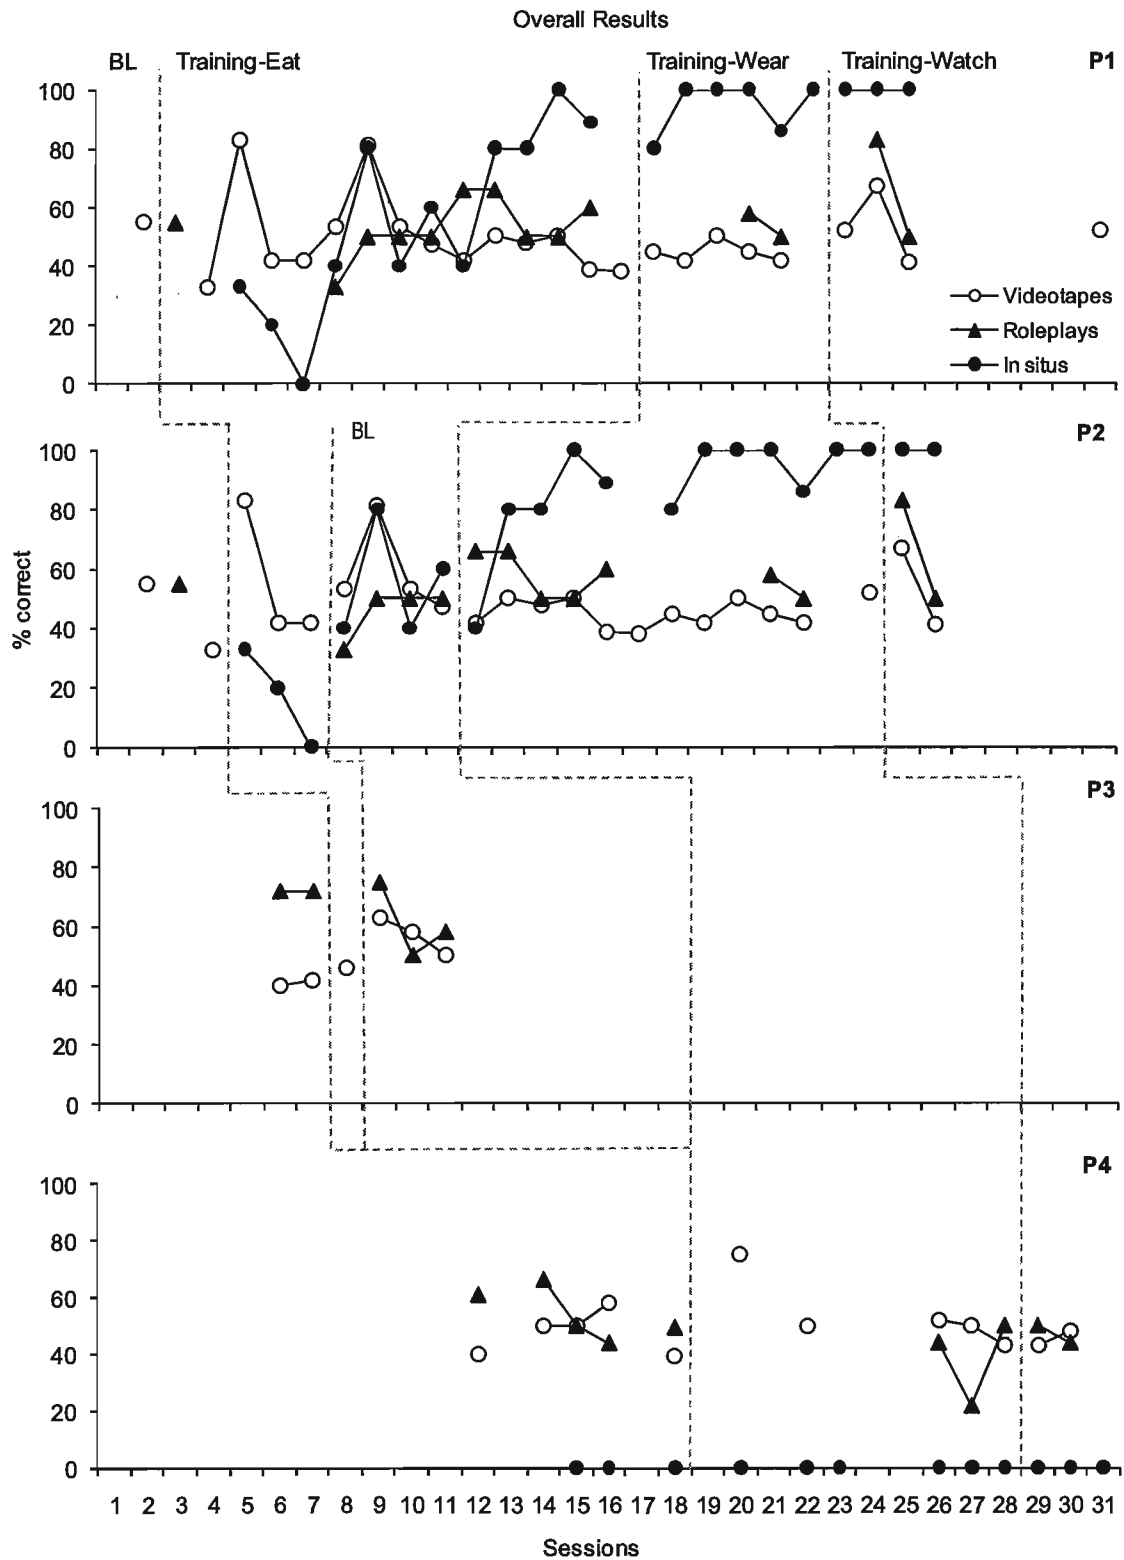 Overall Results
BL Training-Eat Training-Wear Training-Watch P1
100
80
60
40
20
0
Videotapes
Roleplays
In situs
BL P2
100
80
60
40
20
0
% correct
P3
100
80
60
40
20
0
P4
100
80
60
40
20
0
1 2 3 4 5 6 7 8 9 10 11 12 13 14 15 16 17 18 19 20 21 22 23 24 25 26 27 28 29 30 31
Sessions